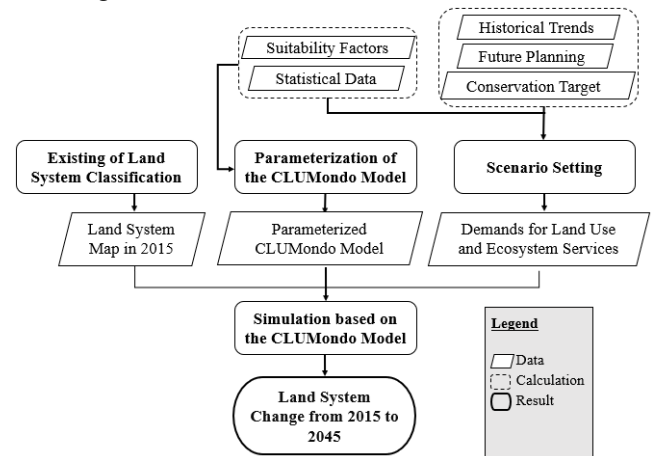 Suitability Factors
Statistical Data
Historical Trends
Future Planning
Conservation Target
Existing of Land
System Classification
Parameterization of
the CLUMondo Model
Scenario Setting
Land System
Map in 2015
Parameterized
CLUMondo Model
Demands for Land Use
and Ecosystem Services
Simulation based on
the CLUMondo Model
Land System
Change from 2015 to
2045
Legend
Data
Calculation
Result